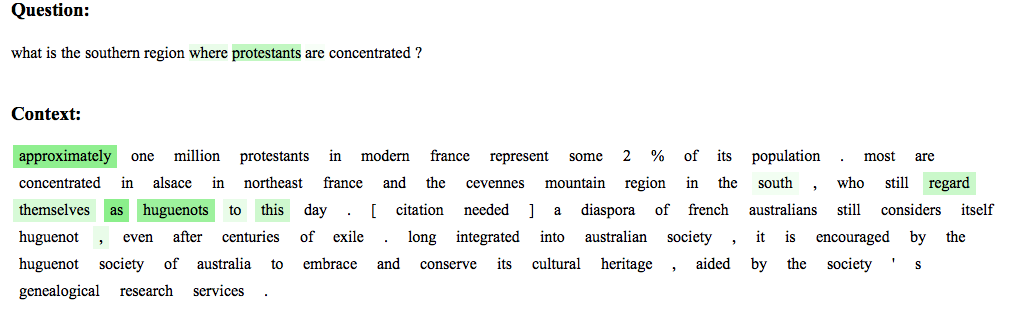 Question:
what is the southern region where protestants are concentrated ?
Context:
approximately one million protestants in modern france represent some 2 % of its population . most are
concentrated in alsace in northeast france and the cevennes mountain region in the south , who still regard
themselves as huguenots to this day . [ citation needed ] a diaspora of french australians still considers itself
huguenot , even after centuries of exile . long integrated into australian society , it is encouraged by the
huguenot society of australia to embrace and conserve its cultural heritage , aided by the society ' s
genealogical research services .